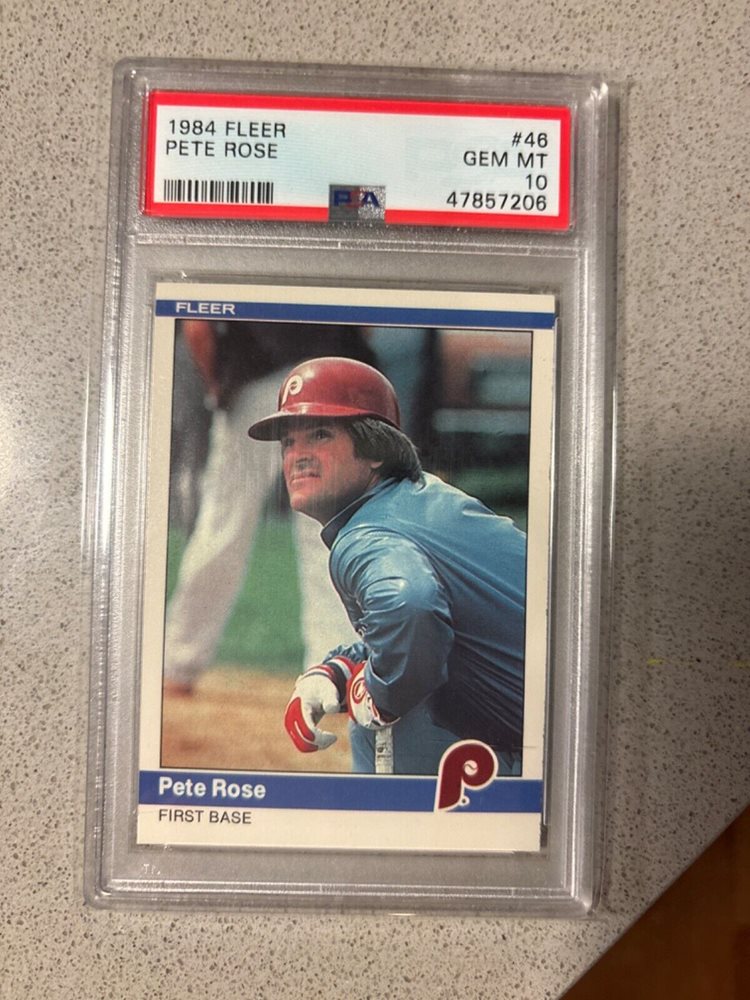 1984 FLEER
PETE ROSE
#46
GEM MT
10
47857206
PSA
FLEER
P
Pete Rose
P
FIRST BASE